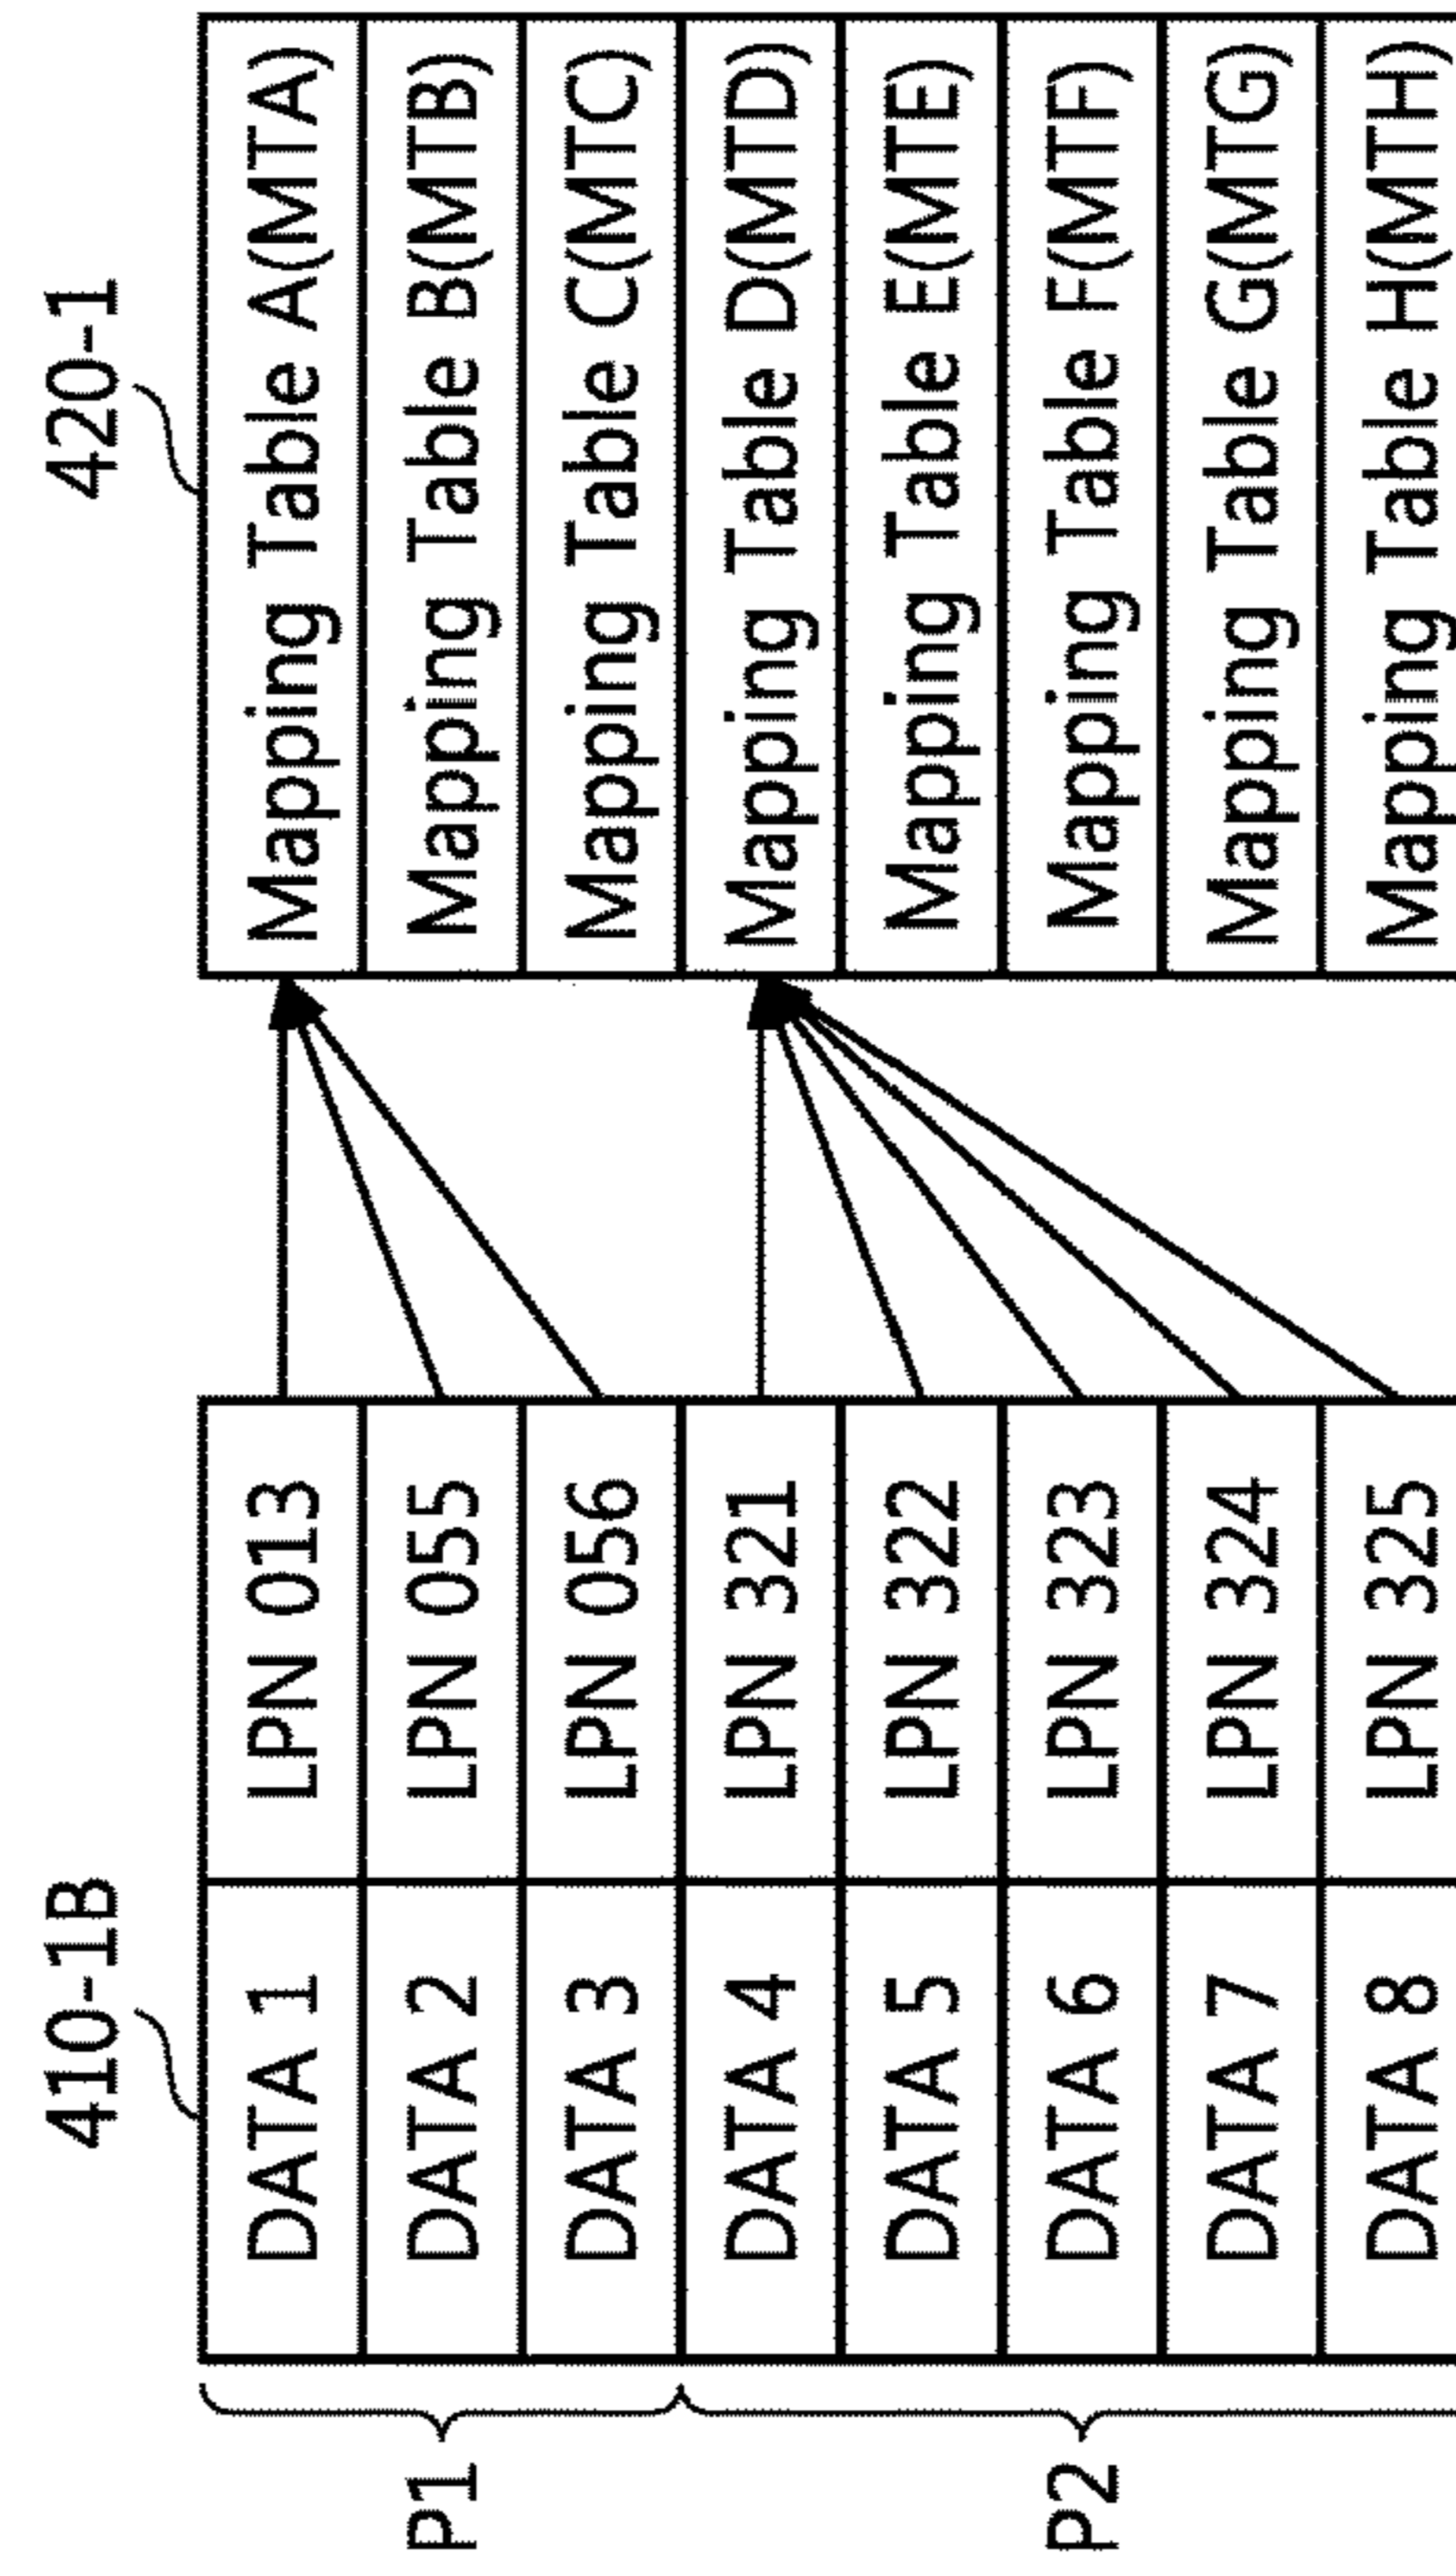 410-1B 420-1
P1
DATA 1 LPN 013 Mapping Table A(MTA)
DATA 2 LPN 055 Mapping Table B(MTB)
DATA 3 LPN 056 Mapping Table C(MTC)
P2
DATA 4 LPN 321 Mapping Table D(MTD)
DATA 5 LPN 322 Mapping Table E(MTE)
DATA 6 LPN 323 Mapping Table F(MTF)
DATA 7 LPN 324 Mapping Table G(MTG)
DATA 8 LPN 325 Mapping Table H(MTH)